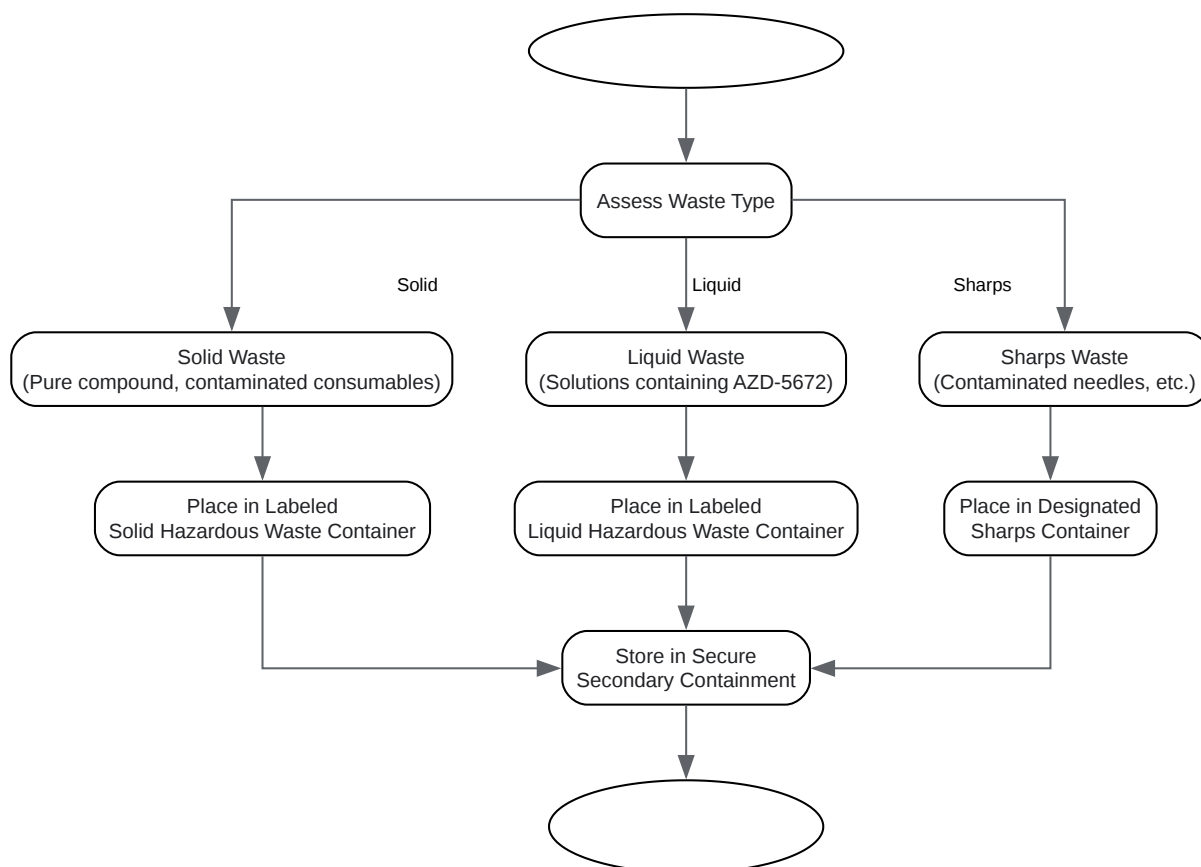 Assess Waste Type
Solid
Liquid
Sharps
Solid Waste
(Pure compound, contaminated consumables)
Liquid Waste
(Solutions containing AZD-5672)
Sharps Waste
(Contaminated needles, etc.)
Place in Labeled
Solid Hazardous Waste Container
Place in Labeled
Liquid Hazardous Waste Container
Place in Designated
Sharps Container
Store in Secure
Secondary Containment